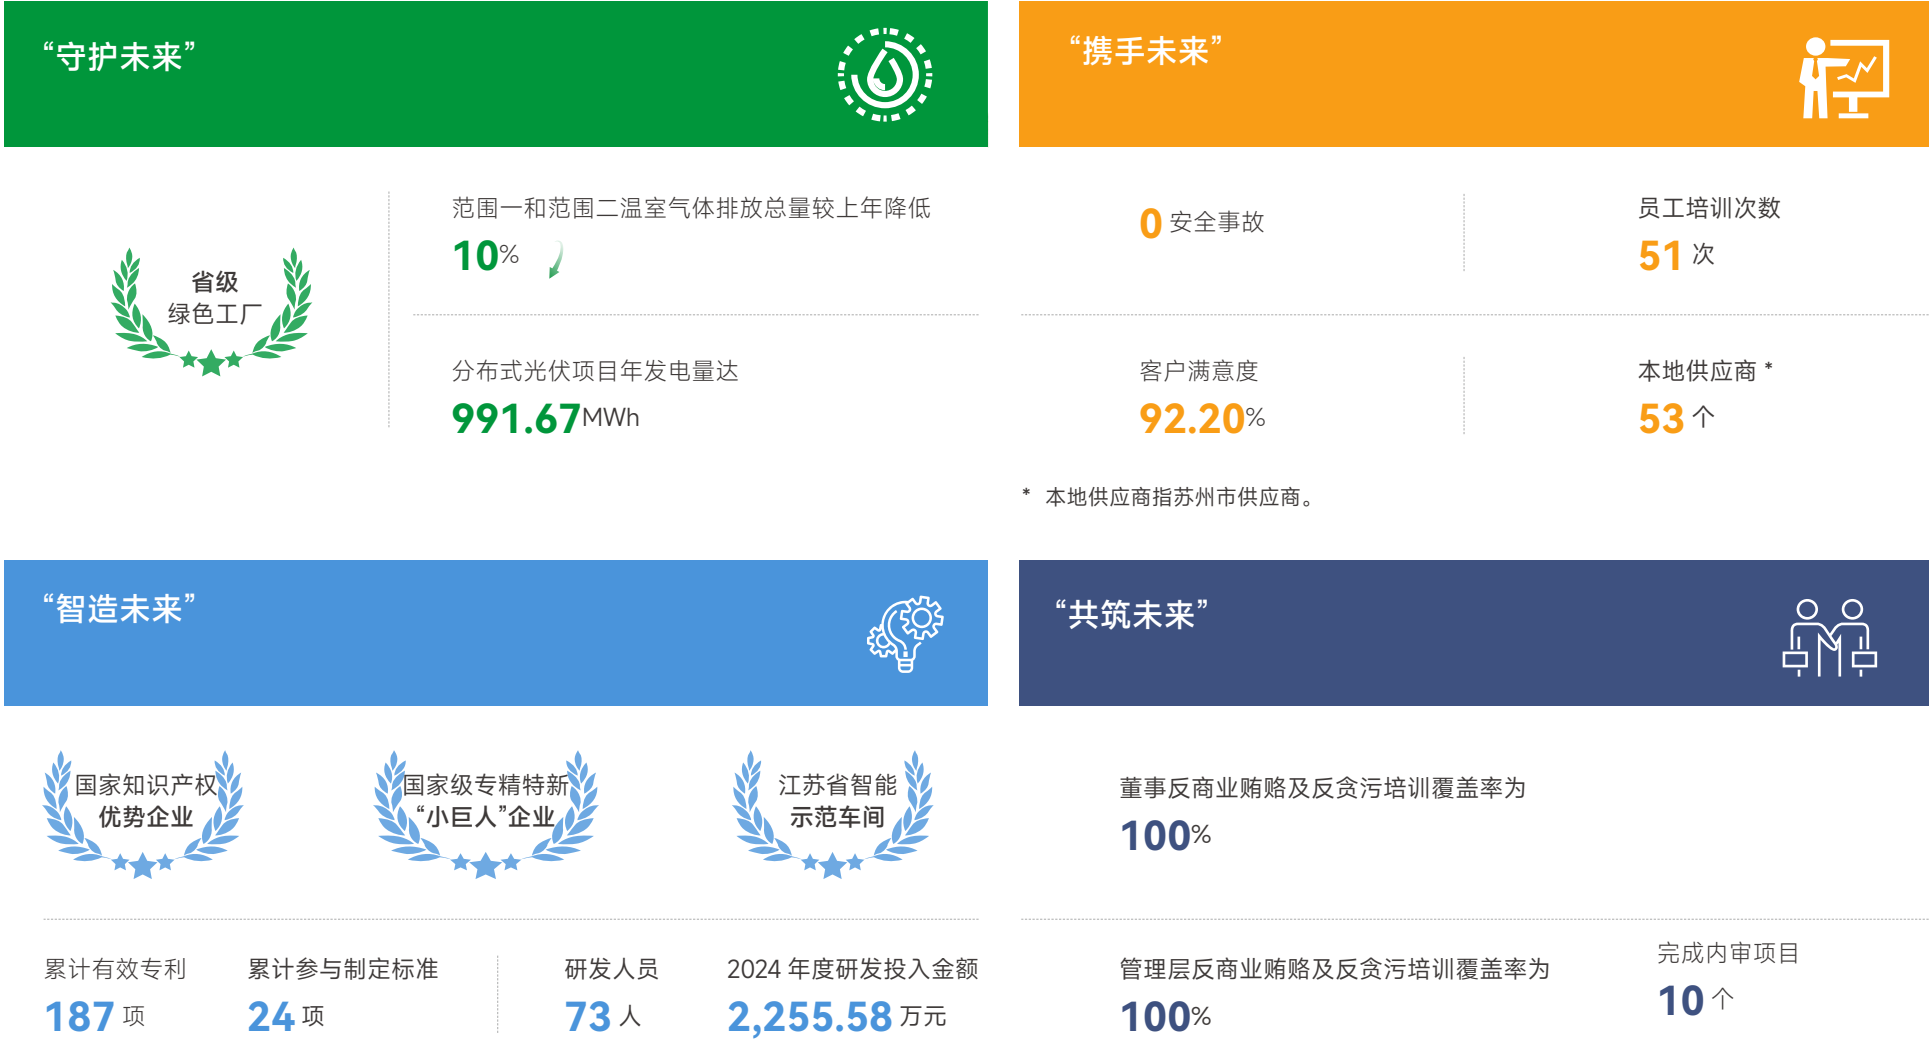 “守护未来”
省级
绿色工厂
范围一和范围二温室气体排放总量较上年降低
10%
分布式光伏项目年发电量达
991.67MWh
“携手未来”
0 安全事故
员工培训次数
51 次
客户满意度
92.20%
本地供应商 *
53 个
* 本地供应商指苏州市供应商。
“智造未来”
国家知识产权
优势企业
国家级专精特新
“小巨人”企业
江苏省智能
示范车间
累计有效专利
187 项
累计参与制定标准
24 项
研发人员
73 人
2024 年度研发投入金额
2,255.58 万元
“共筑未来”
董事反商业贿赂及反贪污培训覆盖率为
100%
管理层反商业贿赂及反贪污培训覆盖率为
100%
完成内审项目
10 个